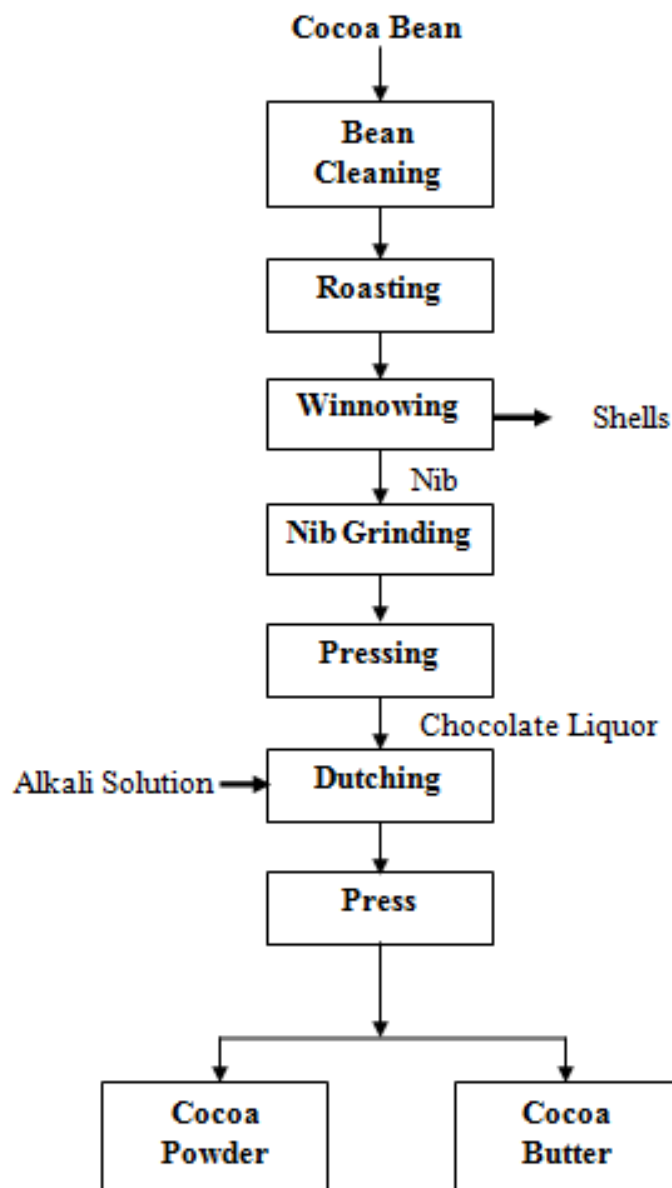 Cocoa Bean
Bean
Cleaning
Roasting
Winnowing
Shells
Nib
Nib Grinding
Pressing
Chocolate Liquor
Alkali Solution
Dutching
Press
Cocoa
Powder
Cocoa
Butter